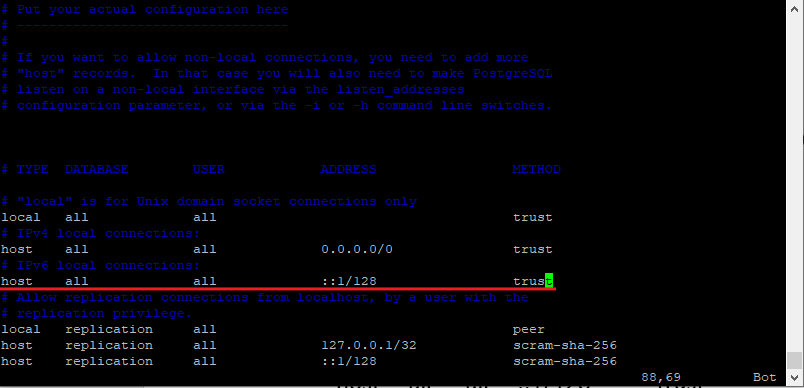 # Put your actual configuration here
# ----------------------------------
#
# If you want to allow non-local connections, you need to add more
# "host" records.  In that case you will also need to make PostgreSQL
# listen on a non-local interface via the listen_addresses
# configuration parameter, or via the -i or -h command line switches.
# TYPE  DATABASE        USER            ADDRESS                 METHOD
# "local" is for Unix domain socket connections only
local   all             all                                     trust
# IPv4 local connections:
host    all             all             0.0.0.0/0               trust
# IPv6 local connections:
host    all             all             ::1/128                 trust
# Allow replication connections from localhost, by a user with the
# replication privilege.
local   replication     all                                     peer
host    replication     all             127.0.0.1/32            scram-sha-256
host    replication     all             ::1/128                 scram-sha-256
88,69         Bot